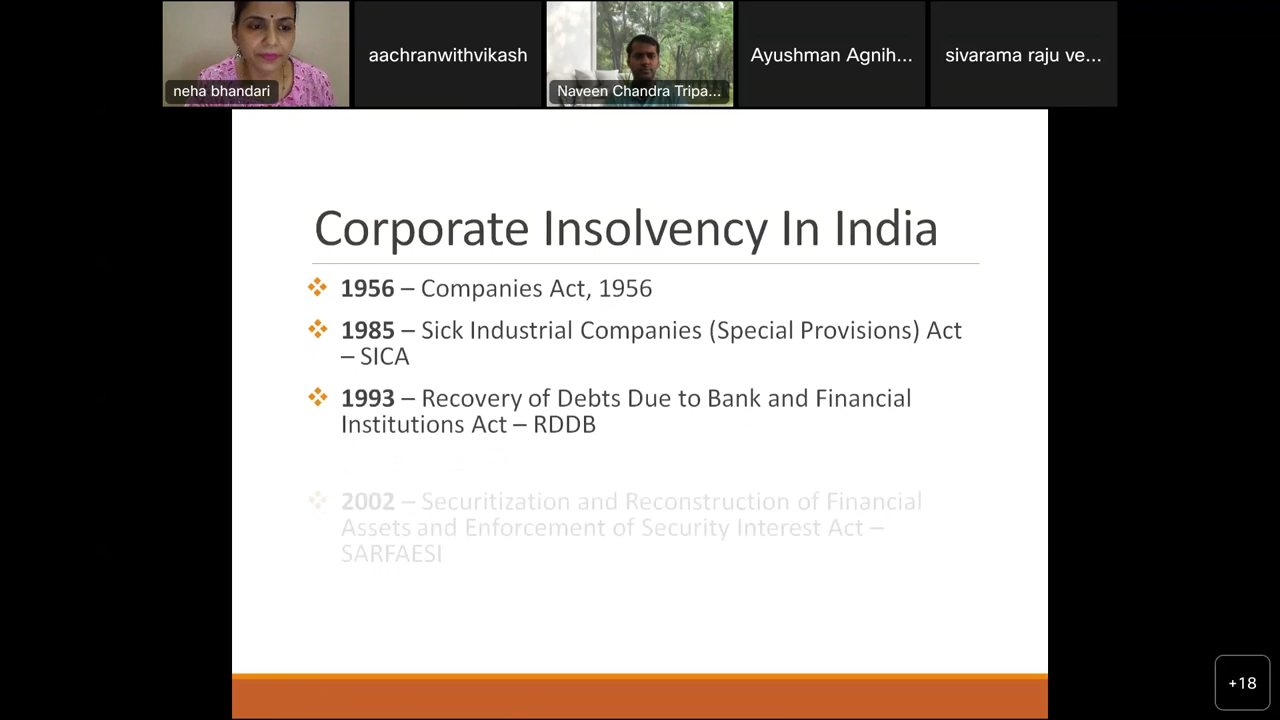 neha bhandari
aachranwithvikash
Naveen Chandra Tripa...
Ayushman Agnih...
sivarama raju ve...
Corporate Insolvency In India
1956 – Companies Act, 1956
1985 – Sick Industrial Companies (Special Provisions) Act
– SICA
1993 – Recovery of Debts Due to Bank and Financial
Institutions Act – RDDB
2002 – Securitization and Reconstruction of Financial
Assets and Enforcement of Security Interest Act –
SARFAESI
+18